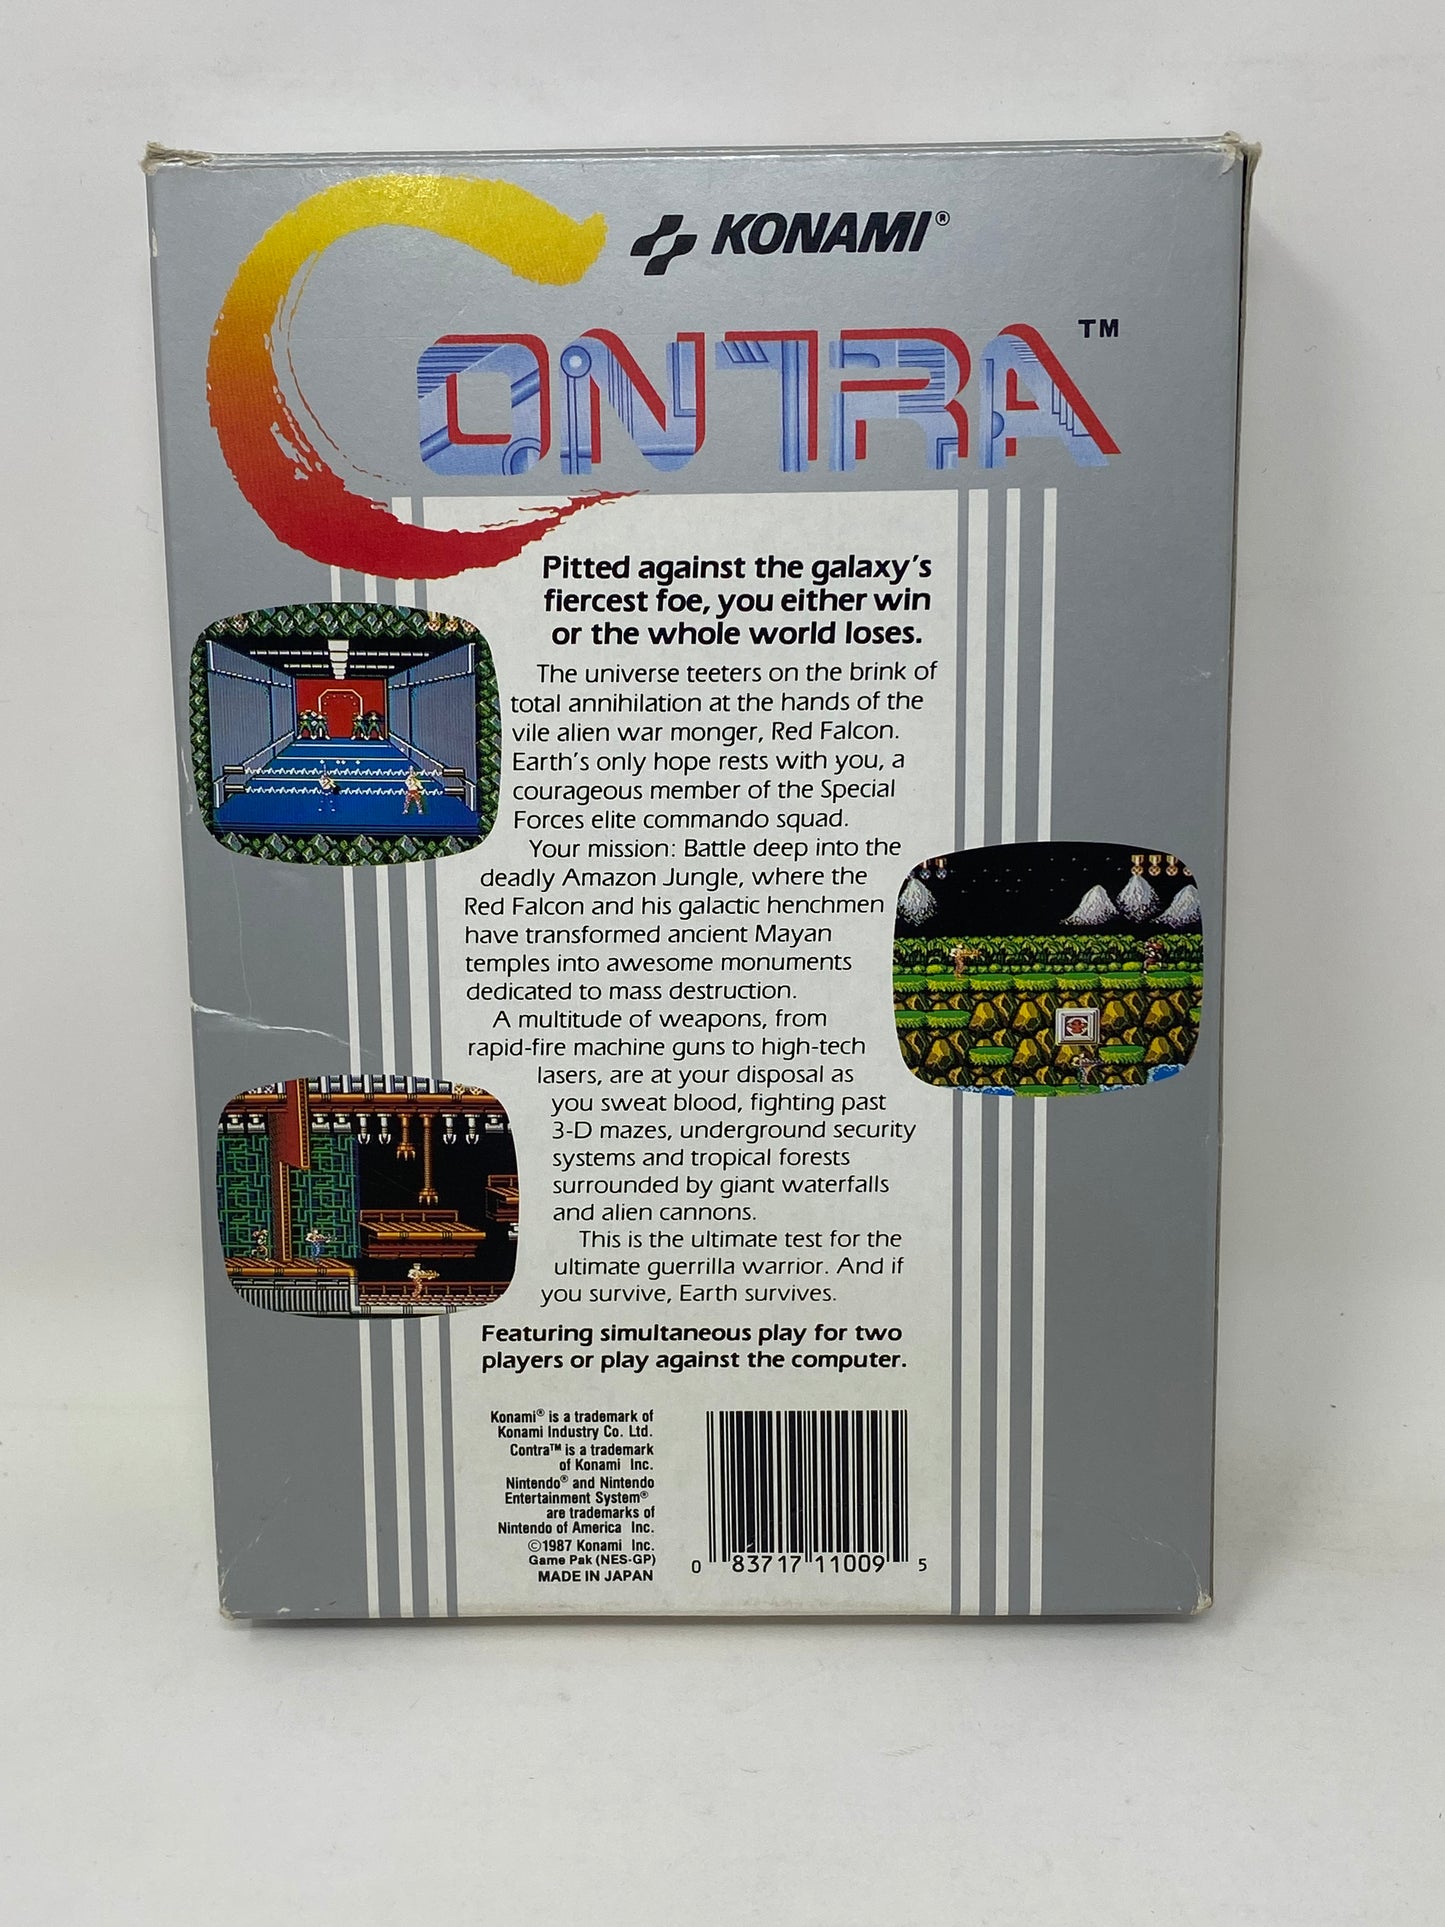 KONAMI®
CONTRA™
Pitted against the galaxy's
fiercest foe, you either win
or the whole world loses.
The universe teeters on the brink of
total annihilation at the hands of the
vile alien war monger, Red Falcon.
Earth's only hope rests with you, a
courageous member of the Special
Forces elite commando squad.
Your mission: Battle deep into the
deadly Amazon Jungle, where the
Red Falcon and his galactic henchmen
have transformed ancient Mayan
temples into awesome monuments
dedicated to mass destruction.
A multitude of weapons, from
rapid-fire machine guns to high-tech
lasers, are at your disposal as
you sweat blood, fighting past
3-D mazes, underground security
systems and tropical forests
surrounded by giant waterfalls
and alien cannons.
This is the ultimate test for the
ultimate guerrilla warrior. And if
you survive, Earth survives.
Featuring simultaneous play for two
players or play against the computer.
Konami® is a trademark of
Konami Industry Co. Ltd.
Contra™ is a trademark
of Konami Inc.
Nintendo® and Nintendo
Entertainment System®
are trademarks of
Nintendo of America Inc.
©1987 Konami Inc.
Game Pak (NES-GP)
MADE IN JAPAN
0 83717 11009 5